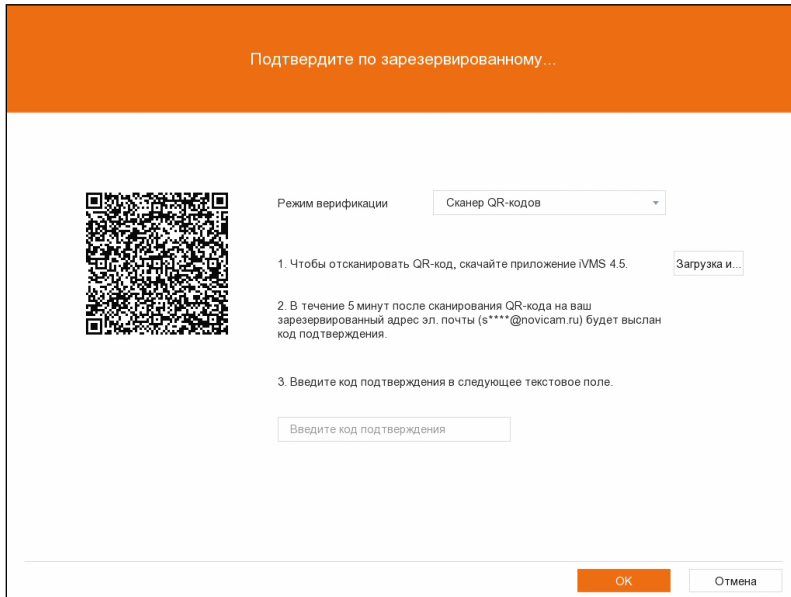 Подтвердите по зарезервированному...
Режим верификации
Сканер QR-кодов
1. Чтобы отсканировать QR-код, скачайте приложение iVMS 4.5.
Загрузка и...
2. В течение 5 минут после сканирования QR-кода на ваш
зарезервированный адрес эл. почты (s****@novicam.ru) будет выслан
код подтверждения.
3. Введите код подтверждения в следующее текстовое поле.
Введите код подтверждения
OK
Отмена